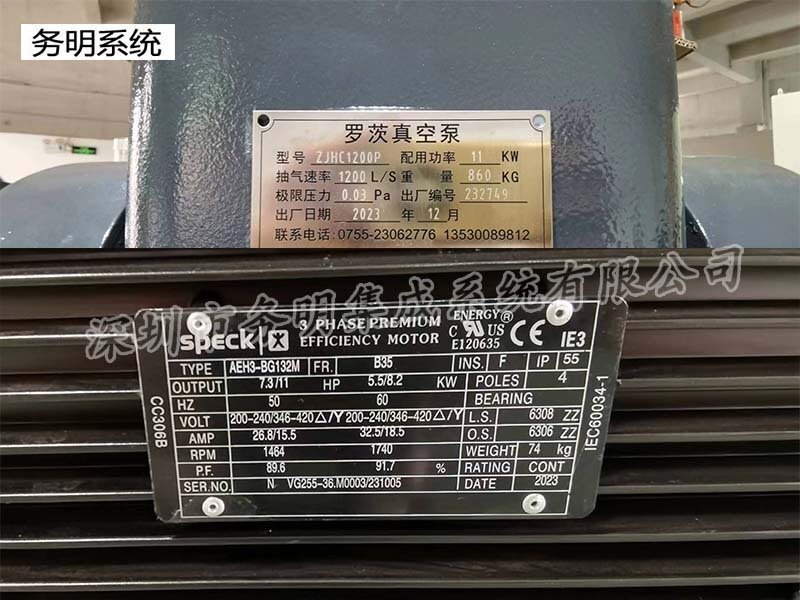 务明系统
罗茨真空泵
型号 ZJHC1200P 配用功率 11 KW
抽气速率 1200 L/S 重量 860 KG
极限压力 0.03 Pa 出厂编号 232749
出厂日期 2023 年 12 月
联系电话:0755-23062776 13530089812
深圳市务明集成系统有限公司
speck 3 PHASE PREMIUM EFFICIENCY MOTOR
ENERGY® C UL US E120635 CE IE3
TYPE AEH3-BG132M FR. B35 INS. F IP 55
OUTPUT 7.3/11 HP 5.5/8.2 KW POLES 4
HZ 50 60 BEARING
VOLT 200-240/346-420△/Y 200-240/346-420△/Y L.S. 6308 ZZ
AMP 26.8/15.5 32.5/18.5 O.S. 6306 ZZ
RPM 1464 1740 WEIGHT 74 kg
P.F. 89.6 91.7 % RATING CONT
SER.NO. N VG255-36.M0003/231005 DATE 2023
CC306B
IEC60034-1